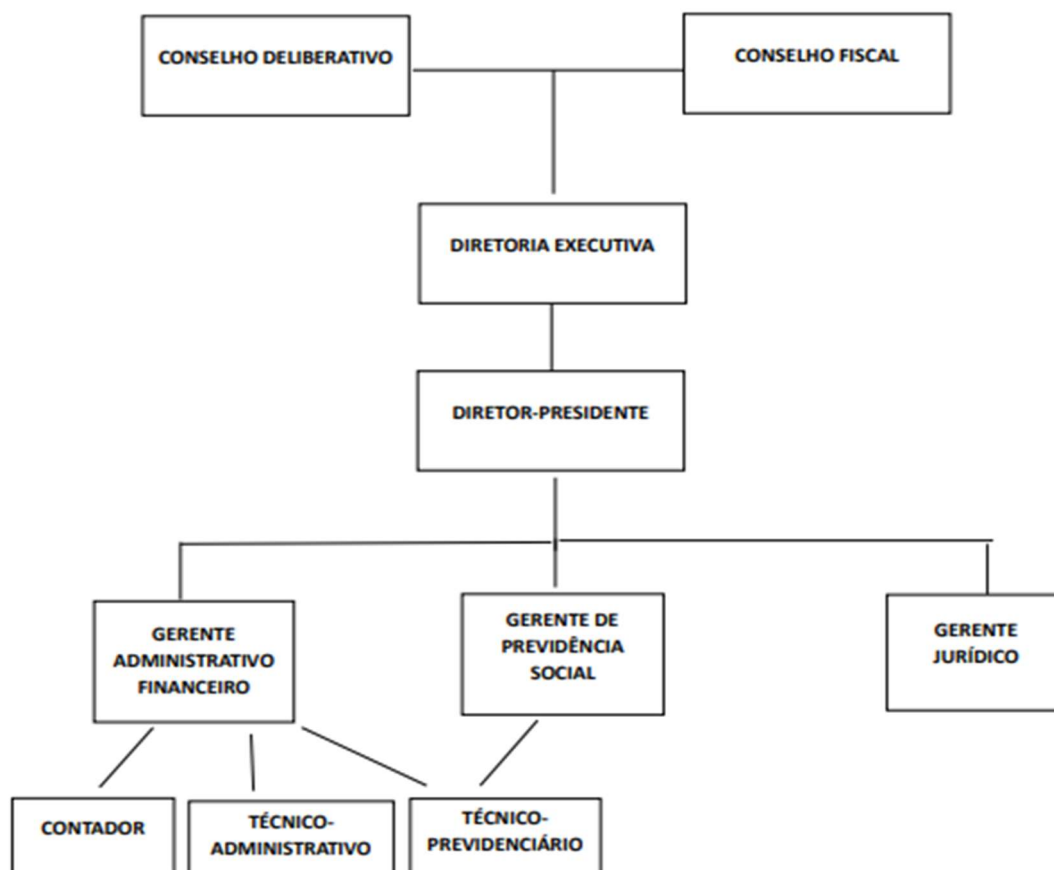 CONSELHO DELIBERATIVO
CONSELHO FISCAL
DIRETORIA EXECUTIVA
DIRETOR-PRESIDENTE
GERENTE
ADMINISTRATIVO
FINANCEIRO
GERENTE DE
PREVIDÊNCIA
SOCIAL
GERENTE
JURÍDICO
CONTADOR
TÉCNICO-
ADMINISTRATIVO
TÉCNICO-
PREVIDENCIÁRIO